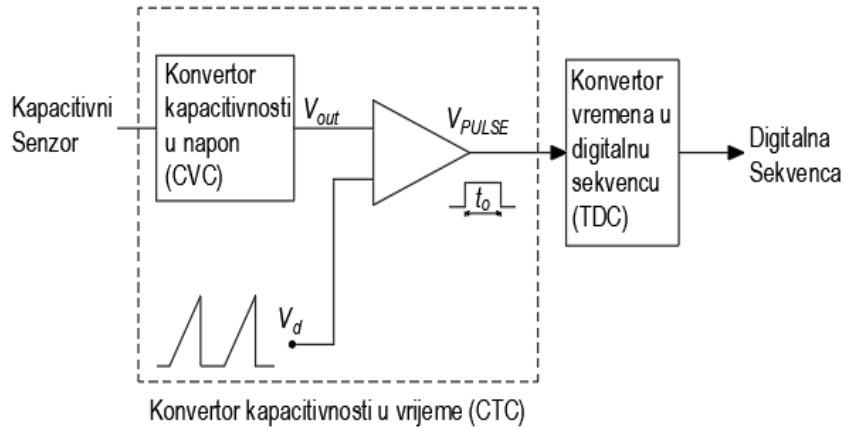 Kapacitivni
Senzor
Konvertor
kapacitivnosti
u napon
(CVC)
V_out
V_PULSE
t_o
V_d
Konvertor
vremena u
digitalnu
sekvencu
(TDC)
Digitalna
Sekvenca
Konvertor kapacitivnosti u vrijeme (CTC)